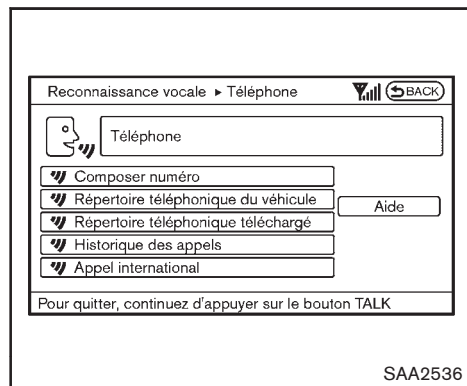 Reconnaissance vocale ▸ Téléphone BACK
Téléphone
Composer numéro
Répertoire téléphonique du véhicule
Aide
Répertoire téléphonique téléchargé
Historique des appels
Appel international
Pour quitter, continuez d'appuyer sur le bouton TALK
SAA2536